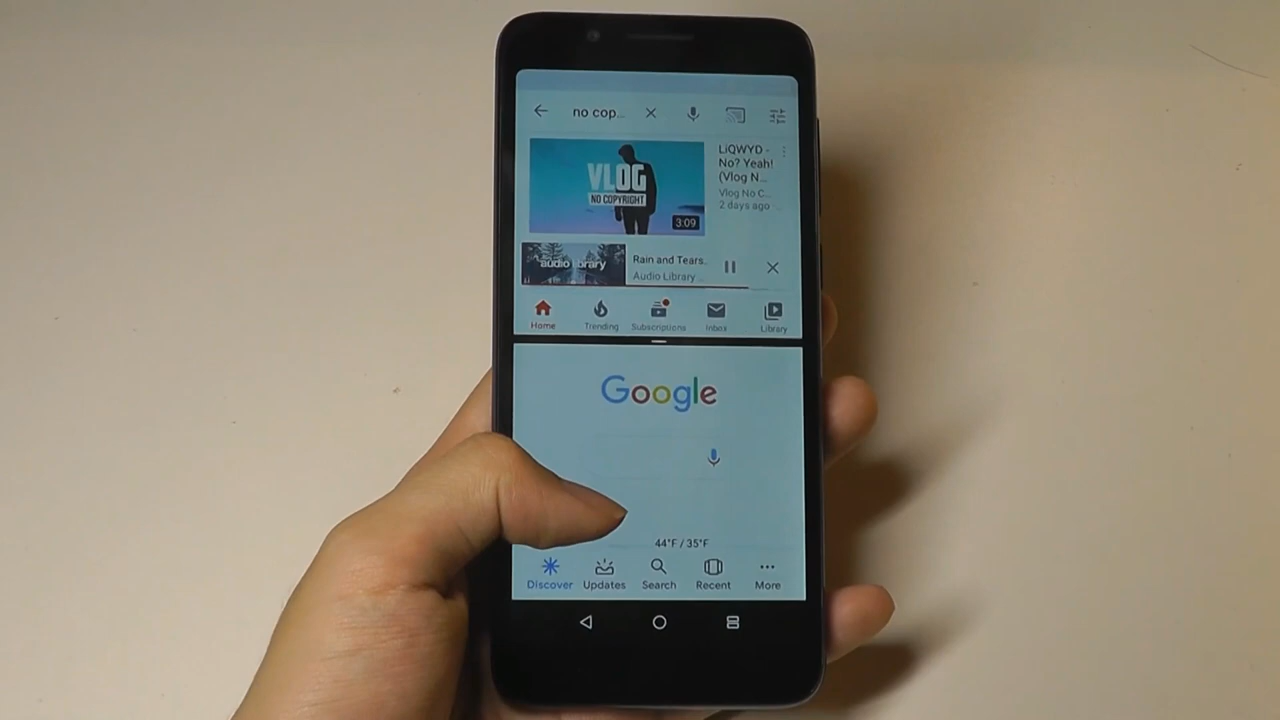 no cop...
VLOG
NO COPYRIGHT
3:09
LiQWYD -
No? Yeah!
(Vlog N...
Vlog No C...
2 days ago
audio library
Rain and Tears..
Audio Library ..
Home
Trending
Subscriptions
Inbox
Library
Google
44°F / 35°F
Discover
Updates
Search
Recent
More